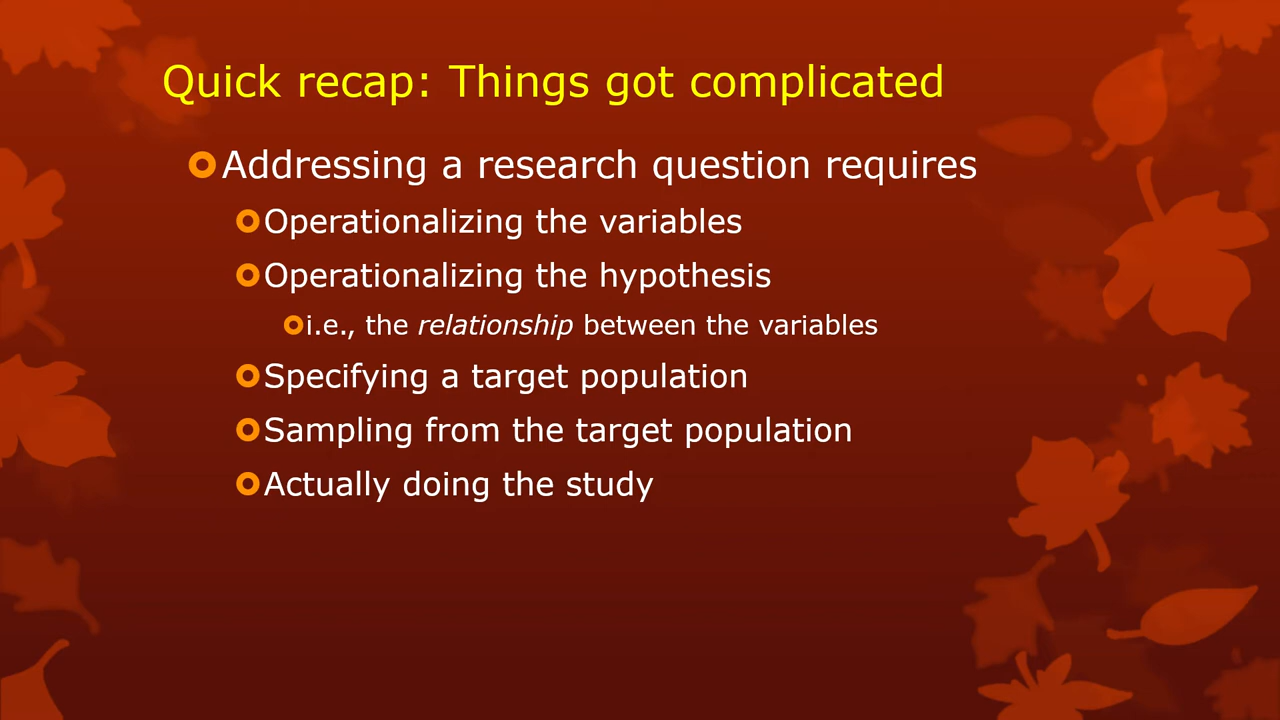 Quick recap: Things got complicated
Addressing a research question requires
Operationalizing the variables
Operationalizing the hypothesis
i.e., the relationship between the variables
Specifying a target population
Sampling from the target population
Actually doing the study